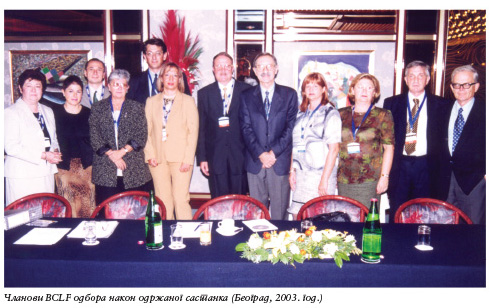 Чланови BCLF одбора након одржаног састанка (Београд, 2003. год.)